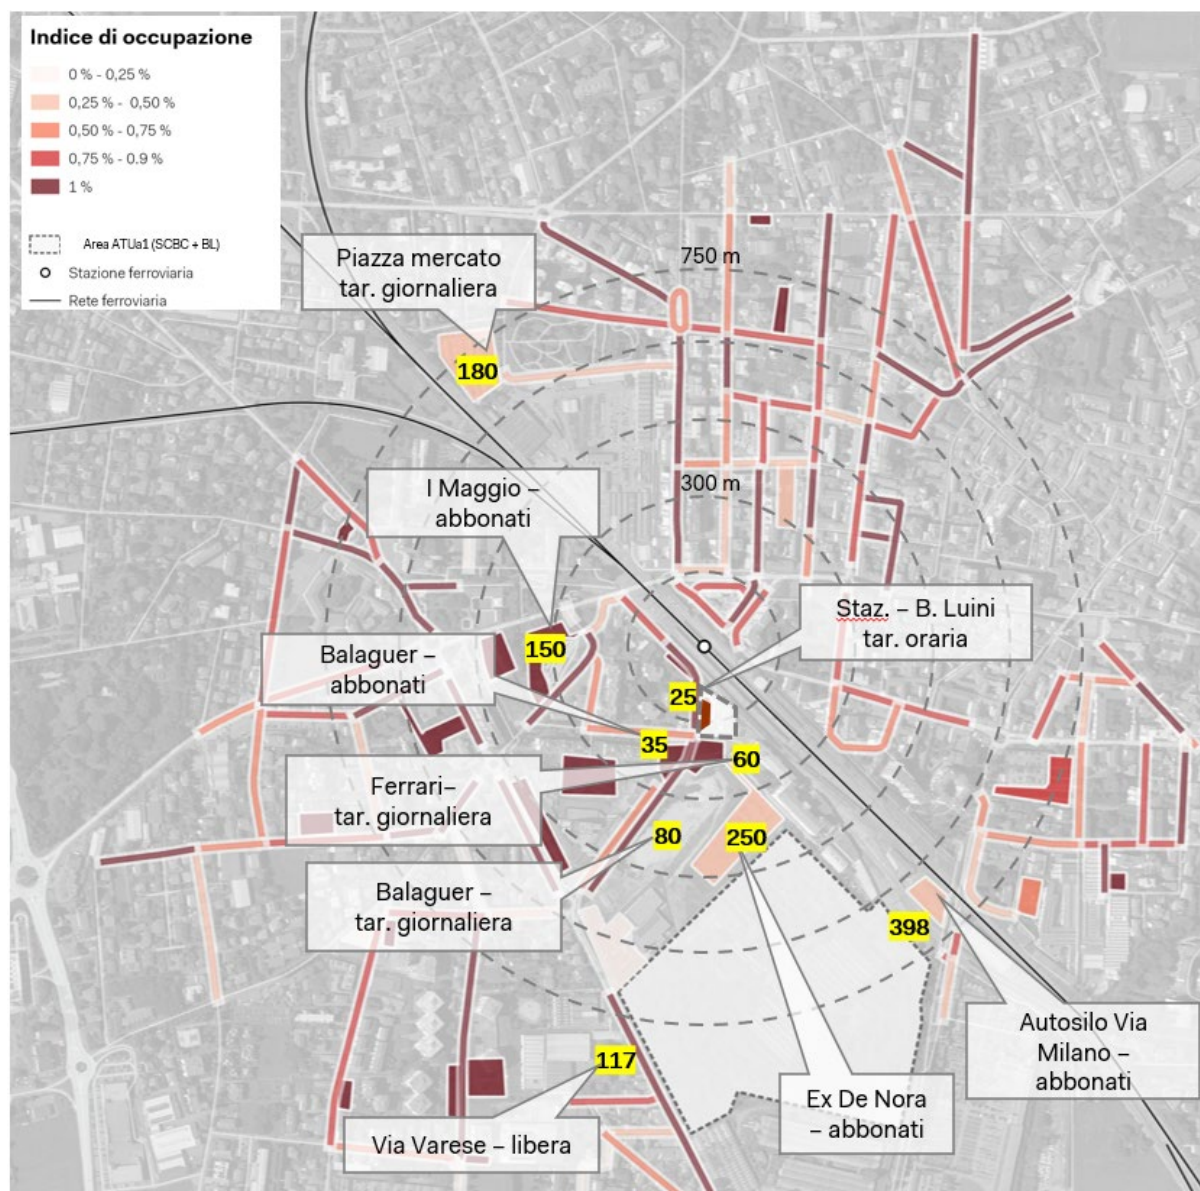 Indice di occupazione
0 % - 0,25 %
0,25 % - 0,50 %
0,50 % - 0,75 %
0,75 % - 0.9 %
1 %
Area ATUa1 (SCBC + BL)
Stazione ferroviaria
Rete ferroviaria
750 m
Piazza mercato
tar. giornaliera
180
300 m
I Maggio –
abbonati
150
Staz. – B. Luini
tar. oraria
25
Balaguer –
abbonati
35
60
Ferrari–
tar. giornaliera
80
250
Balaguer –
tar. giornaliera
398
Autosilo Via
Milano –
abbonati
117
Ex De Nora
– abbonati
Via Varese – libera